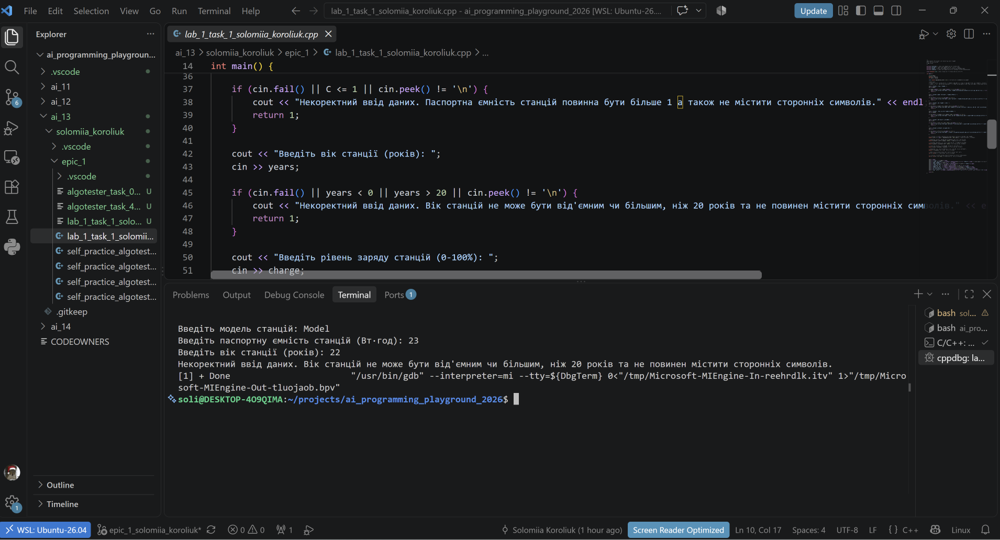 File Edit Selection View Go Run Terminal Help
lab_1_task_1_solomiia_koroliuk.cpp - ai_programming_playground_2026 [WSL: Ubuntu-26....
Update
Explorer
ai_programming_playgroun...
.vscode
ai_11
ai_12
ai_13
solomiia_koroliuk
.vscode
epic_1
.vscode
algotester_task_0... U
algotester_task_4... U
lab_1_task_1_solo... U
lab_1_task_1_solomii...
self_practice_algotest...
self_practice_algotest...
self_practice_algotest...
self_practice_algotest...
.gitkeep
ai_14
CODEOWNERS
Outline
Timeline
6
1
lab_1_task_1_solomiia_koroliuk.cpp
ai_13 > solomiia_koroliuk > epic_1 > lab_1_task_1_solomiia_koroliuk.cpp > ...
14 int main() {
36
37 if (cin.fail() || C <= 1 || cin.peek() != '\n') {
38 cout << "Некоректний ввід даних. Паспортна ємність станцій повинна бути більше 1 а також не містити сторонніх символів." << endl
39 return 1;
40 }
41
42 cout << "Введіть вік станції (років): ";
43 cin >> years;
44
45 if (cin.fail() || years < 0 || years > 20 || cin.peek() != '\n') {
46 cout << "Некоректний ввід даних. Вік станцій не може бути від'ємним чи більшим, ніж 20 років та не повинен містити сторонніх символів." << e
47 return 1;
48 }
49
50 cout << "Введіть рівень заряду станцій (0-100%): ";
51 cin >> charge;
Problems Output Debug Console Terminal Ports 1
Введіть модель станцій: Model
Введіть паспортну ємність станцій (Вт·год): 23
Введіть вік станції (років): 22
Некоректний ввід даних. Вік станцій не може бути від'ємним чи більшим, ніж 20 років та не повинен містити сторонніх символів.
[1] + Done "/usr/bin/gdb" --interpreter=mi --tty=${DbgTerm} 0<"/tmp/Microsoft-MIEngine-In-reehrdlk.itv" 1>"/tmp/Micro
soft-MIEngine-Out-tluojaob.bpv"
soli@DESKTOP-4O9QIMA:~/projects/ai_programming_playground_2026$
bash sol...
bash ai_pro...
C/C++: ...
cppdbg: la...
WSL: Ubuntu-26.04 epic_1_solomiia_koroliuk* 0 0 1 Solomiia Koroliuk (1 hour ago) Screen Reader Optimized Ln 10, Col 17 Spaces: 4 UTF-8 LF {} C++ Linux